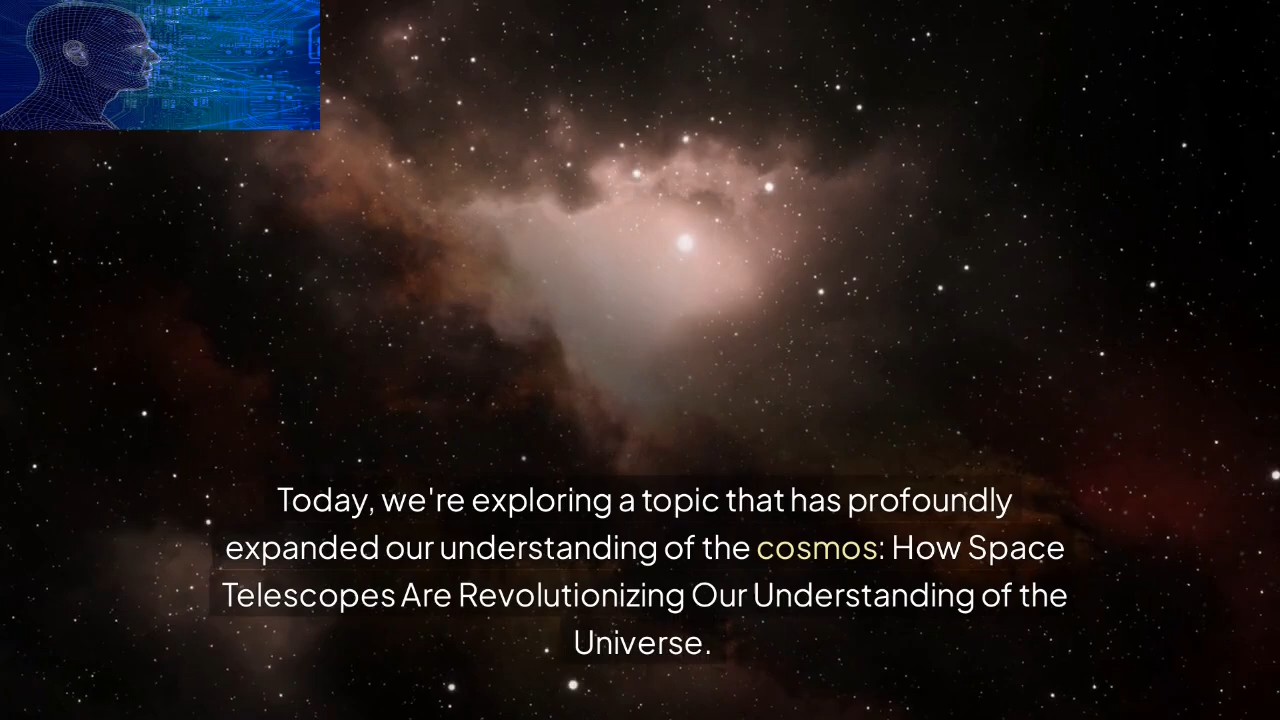 Today, we're exploring a topic that has profoundly
expanded our understanding of the cosmos: How Space
Telescopes Are Revolutionizing Our Understanding of the
Universe.